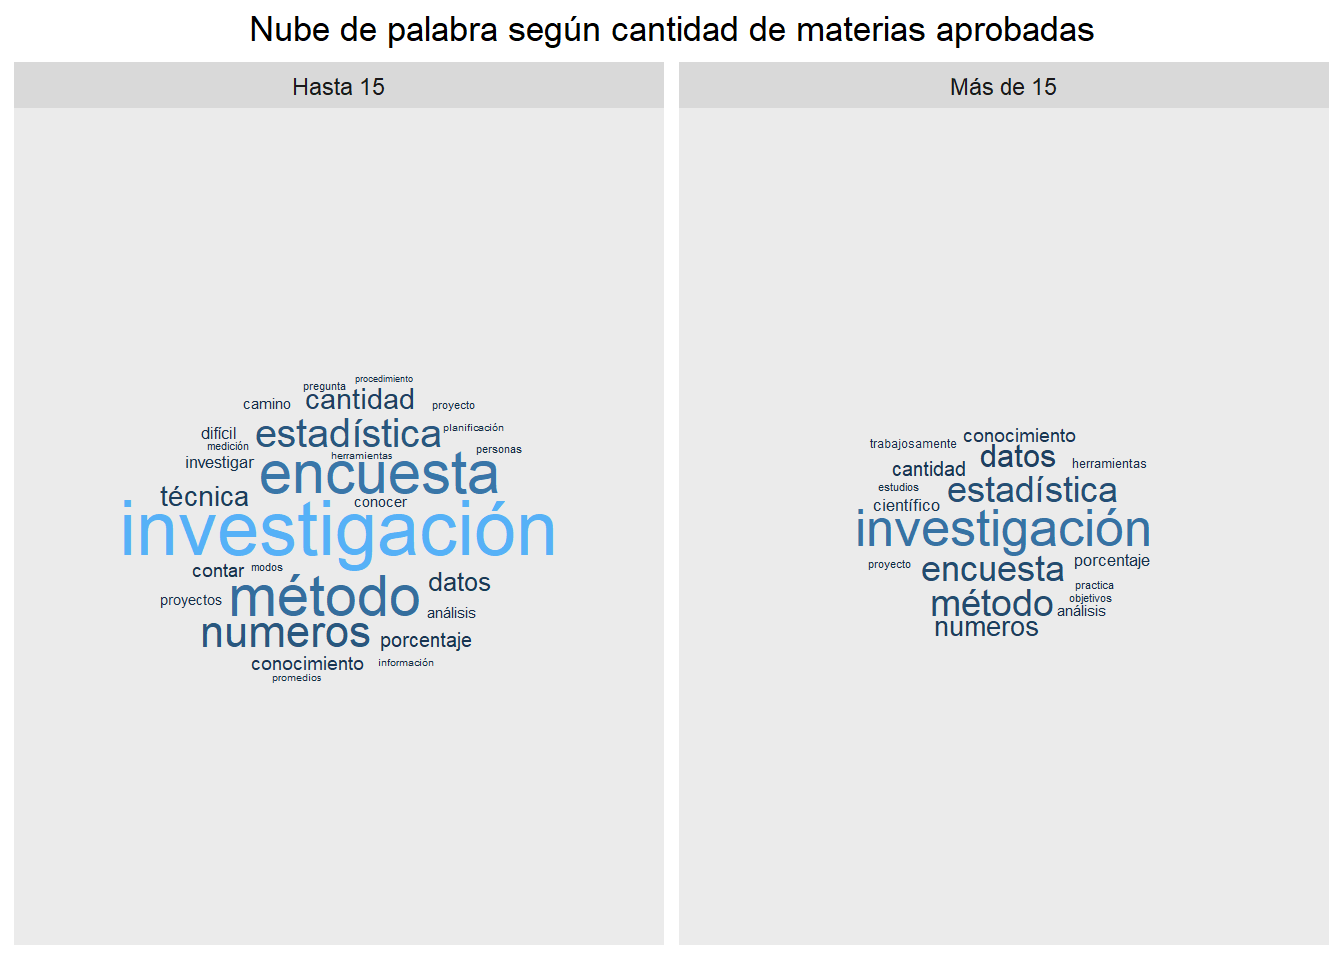 Nube de palabra según cantidad de materias aprobadas
Hasta 15
procedimiento
pregunta
cantidad
camino
proyecto
planificación
difícil
estadística
medición
herramientas
personas
investigar
encuesta
técnica
conocer
investigación
contar
modos
datos
proyectos
método
análisis
numeros
porcentaje
conocimiento
información
promedios
Más de 15
conocimiento
trabajosamente
datos
herramientas
cantidad
estudios
estadística
científico
investigación
porcentaje
proyecto
encuesta
practica
objetivos
método
análisis
numeros